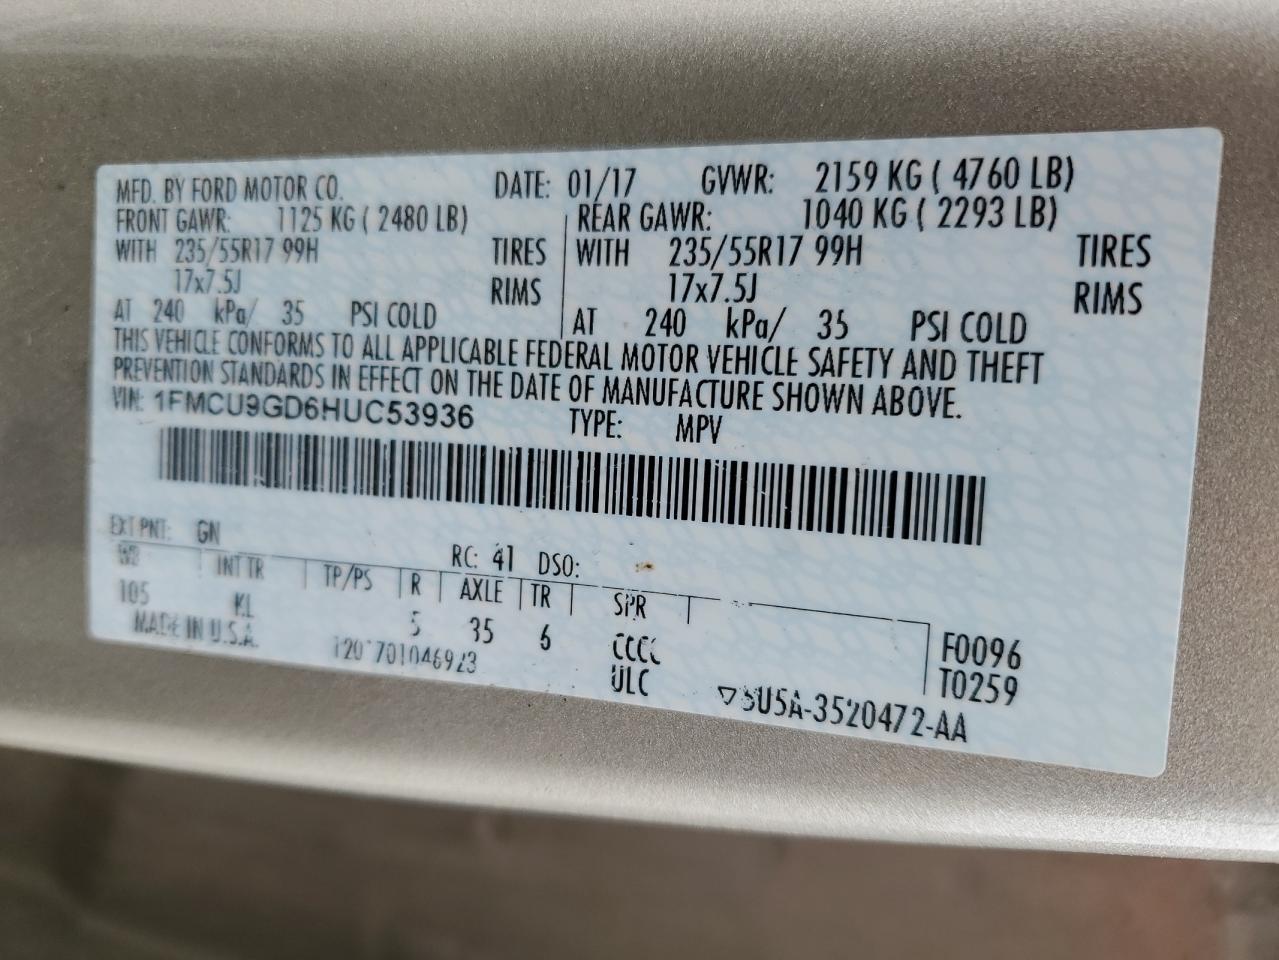 MFD. BY FORD MOTOR CO. DATE: 01/17 GVWR: 2159 KG ( 4760 LB)
FRONT GAWR: 1125 KG ( 2480 LB) REAR GAWR: 1040 KG ( 2293 LB)
WITH 235/55R17 99H TIRES WITH 235/55R17 99H TIRES
17x7.5J RIMS 17x7.5J RIMS
AT 240 kPa/ 35 PSI COLD AT 240 kPa/ 35 PSI COLD
THIS VEHICLE CONFORMS TO ALL APPLICABLE FEDERAL MOTOR VEHICLE SAFETY AND THEFT
PREVENTION STANDARDS IN EFFECT ON THE DATE OF MANUFACTURE SHOWN ABOVE.
VIN: 1FMCU9GD6HUC53936 TYPE: MPV
EXT PNT: GN RC: 41 DSO:
WB INT TR TP/PS R AXLE TR SPR
105 KL 5 35 6 CCCC F0096
MADE IN U.S.A. ULC T0259
5U5A-3520472-AA